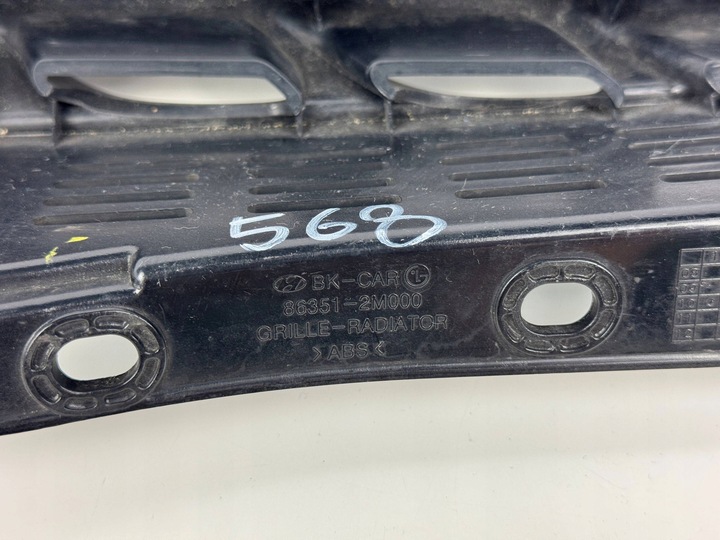 568
BK-CAR
86351-2M000
GRILLE-RADIATOR
>ABS<